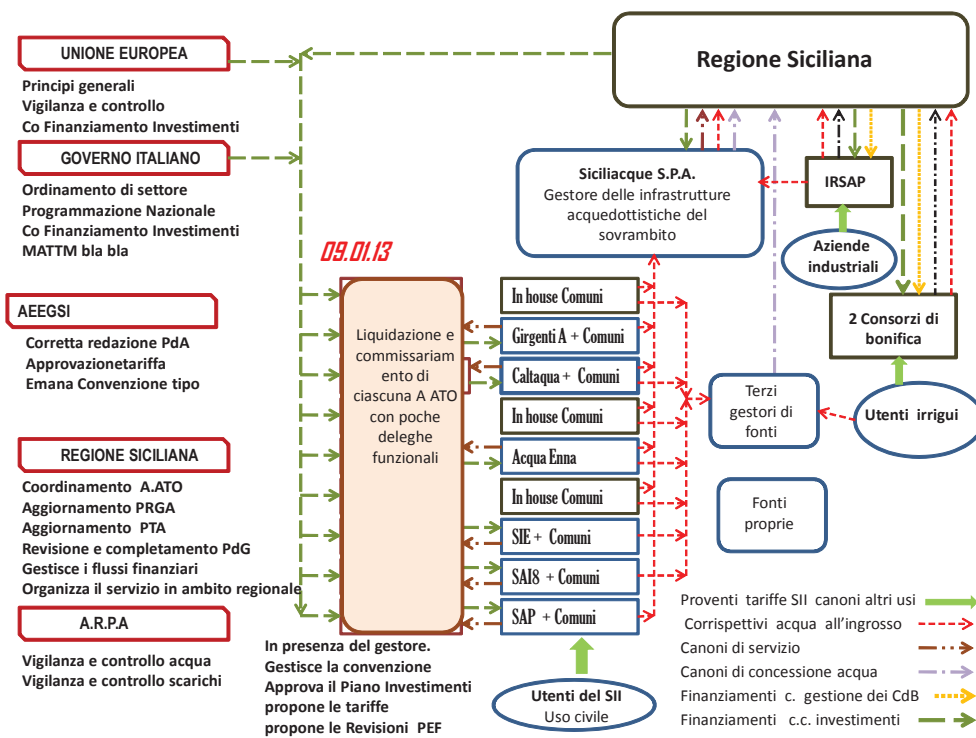 UNIONE EUROPEA
Principi generali
Vigilanza e controllo
Co Finanziamento Investimenti
GOVERNO ITALIANO
Ordinamento di settore
Programmazione Nazionale
Co Finanziamento Investimenti
MATTM bla bla
AEEGSI
Corretta redazione PdA
Approvazionetariffa
Emana Convenzione tipo
REGIONE SICILIANA
Coordinamento A.ATO
Aggiornamento PRGA
Aggiornamento PTA
Revisione e completamento PdG
Gestisce i flussi finanziari
Organizza il servizio in ambito regionale
A.R.P.A
Vigilanza e controllo acqua
Vigilanza e controllo scarichi
09.01.13
Liquidazione e
commissariam
ento di
ciascuna A ATO
con poche
deleghe
funzionali
In presenza del gestore.
Gestisce la convenzione
Approva il Piano Investimenti
propone le tariffe
propone le Revisioni PEF
Regione Siciliana
Siciliacque S.P.A.
Gestore delle infrastrutture
acquedottistiche del
sovrambito
IRSAP
Aziende
industriali
2 Consorzi di
bonifica
Utenti irrigui
In house Comuni
Girgenti A + Comuni
Caltaqua + Comuni
In house Comuni
Acqua Enna
In house Comuni
SIE + Comuni
SAI8 + Comuni
SAP + Comuni
Utenti del SII
Uso civile
Terzi
gestori di
fonti
Fonti
proprie
Proventi tariffe SII canoni altri usi
Corrispettivi acqua all'ingrosso
Canoni di servizio
Canoni di concessione acqua
Finanziamenti c. gestione dei CdB
Finanziamenti c.c. investimenti